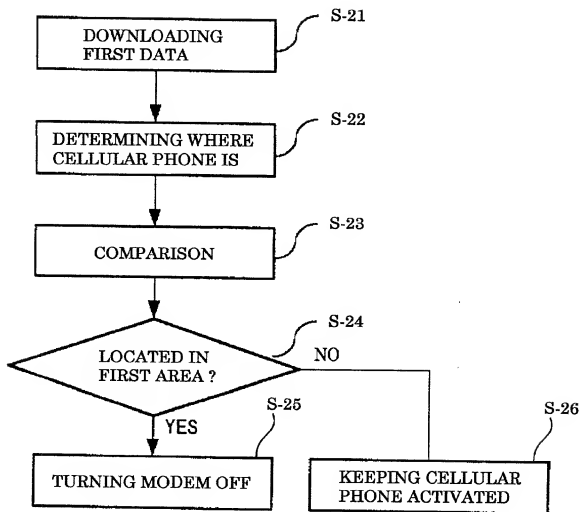 S-21
DOWNLOADING
FIRST DATA
S-22
DETERMINING WHERE
CELLULAR PHONE IS
S-23
COMPARISON
S-24
LOCATED IN
FIRST AREA ?
NO
YES
S-25
TURNING MODEM OFF
S-26
KEEPING CELLULAR
PHONE ACTIVATED